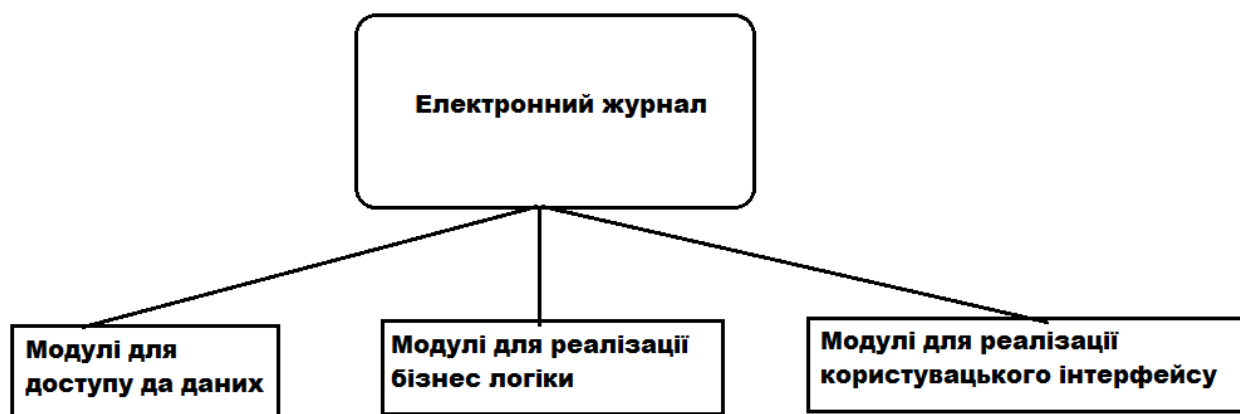 Електронний журнал
Модулі для
доступу да даних
Модулі для реалізації
бізнес логіки
Модулі для реалізації
користувацького інтерфейсу